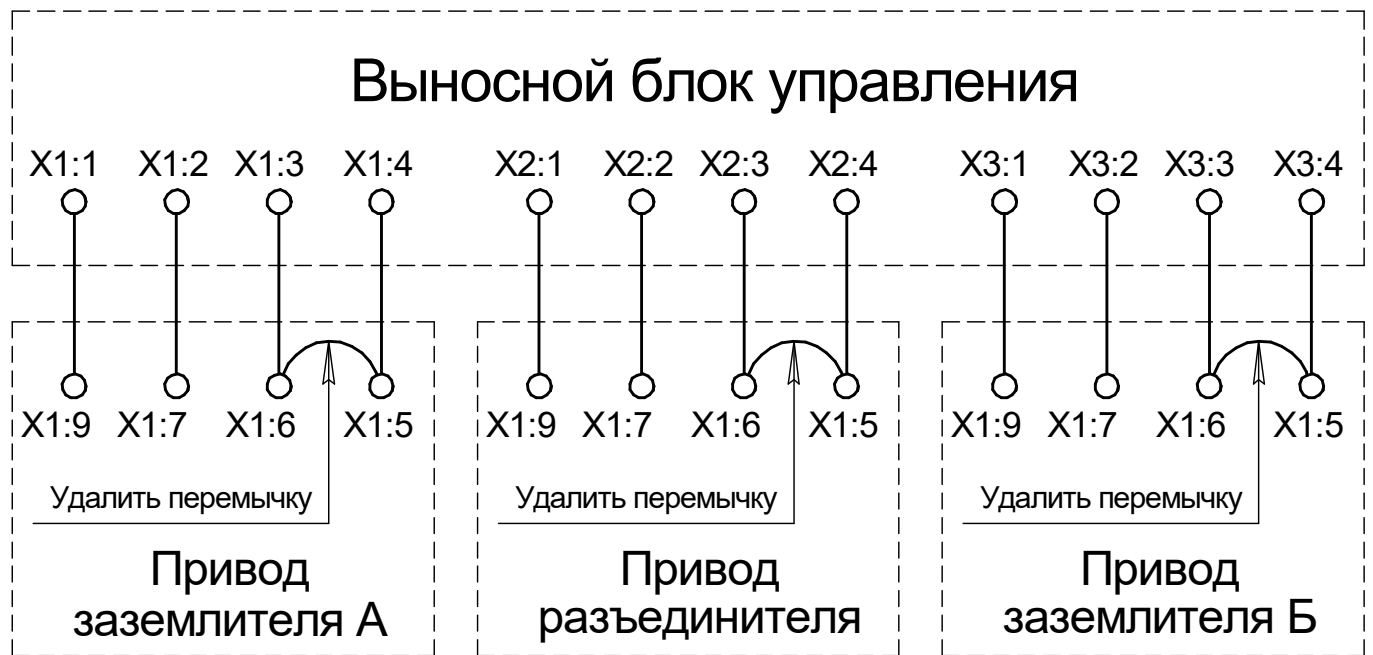 Выносной блок управления
X1:1 X1:2 X1:3 X1:4 X2:1 X2:2 X2:3 X2:4 X3:1 X3:2 X3:3 X3:4
X1:9 X1:7 X1:6 X1:5 X1:9 X1:7 X1:6 X1:5 X1:9 X1:7 X1:6 X1:5
Удалить перемычку Удалить перемычку Удалить перемычку
Привод
заземлителя А
Привод
разъединителя
Привод
заземлителя Б